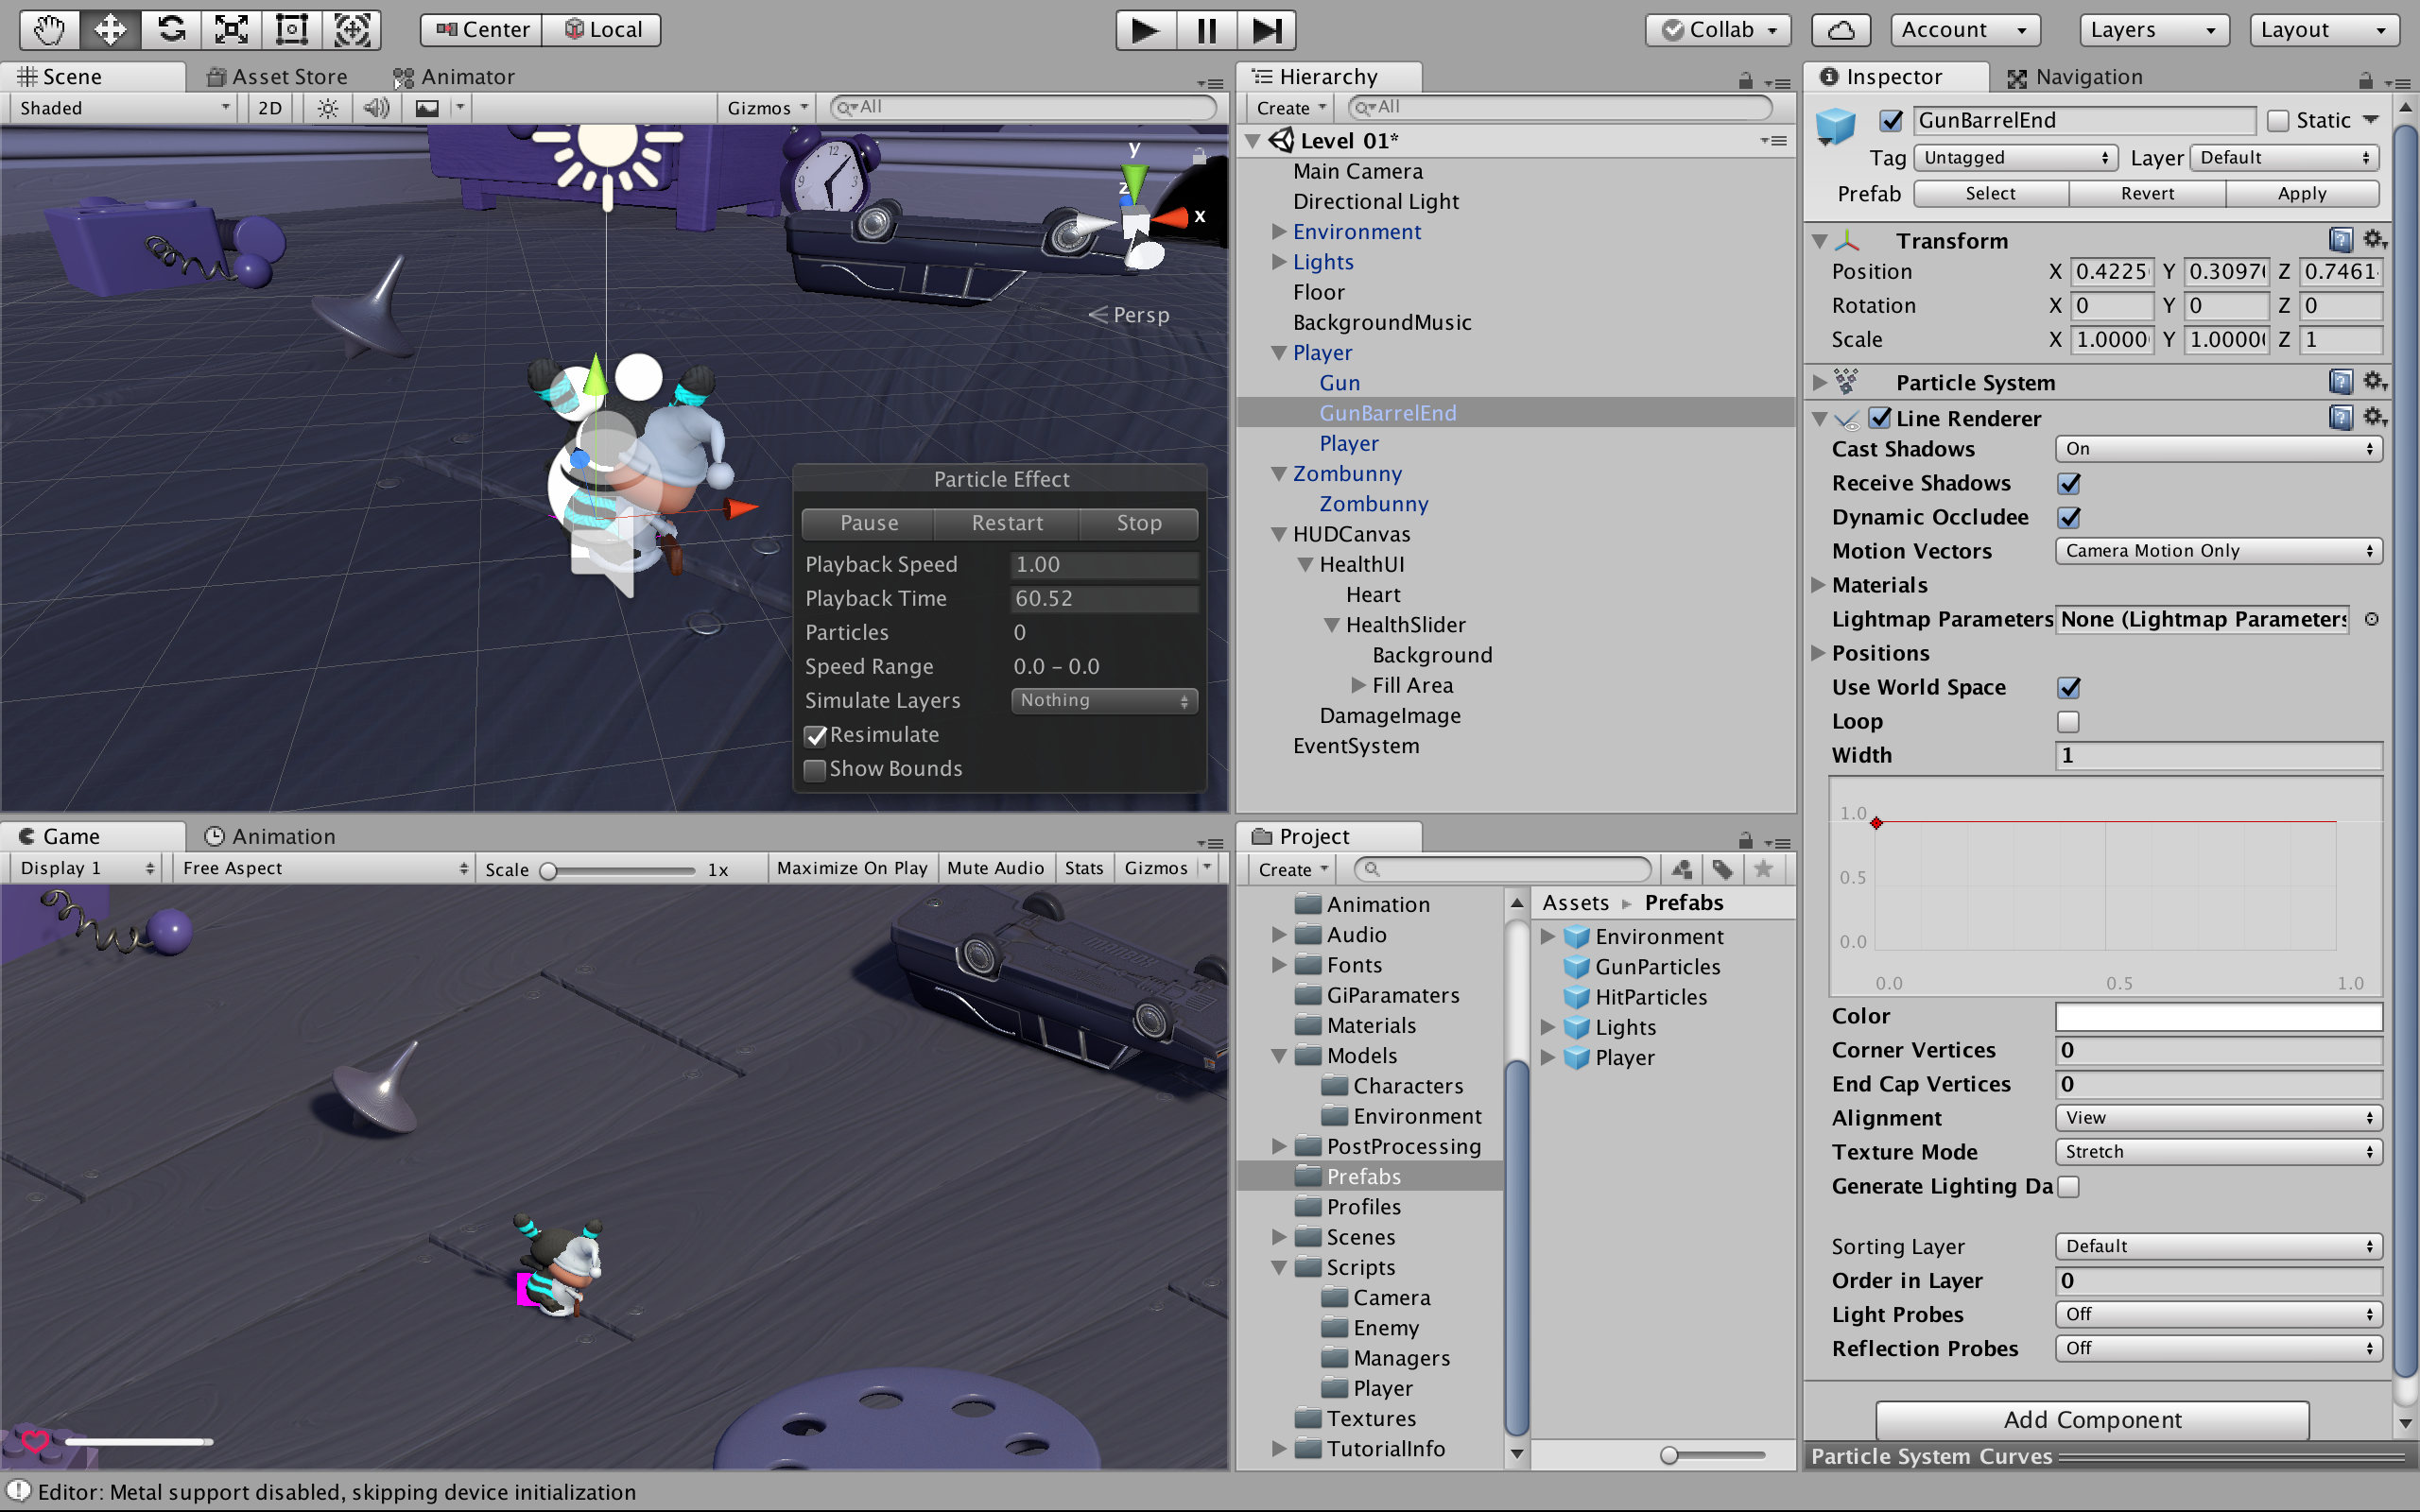 Center Local Collab Account Layers Layout
Scene Asset Store Animator
Shaded 2D Gizmos All
y
z
x
Persp
12
9
3
Particle Effect
Pause Restart Stop
Playback Speed 1.00
Playback Time 60.52
Particles 0
Speed Range 0.0 – 0.0
Simulate Layers Nothing
Resimulate
Show Bounds
Game Animation
Display 1 Free Aspect Scale 1x Maximize On Play Mute Audio Stats Gizmos
Hierarchy
Create All
Level 01*
Main Camera
Directional Light
Environment
Lights
Floor
BackgroundMusic
Player
Gun
GunBarrelEnd
Player
Zombunny
Zombunny
HUDCanvas
HealthUI
Heart
HealthSlider
Background
Fill Area
DamageImage
EventSystem
Project
Create
Animation
Audio
Fonts
GiParamaters
Materials
Models
Characters
Environment
PostProcessing
Prefabs
Profiles
Scenes
Scripts
Camera
Enemy
Managers
Player
Textures
TutorialInfo
Assets Prefabs
Environment
GunParticles
HitParticles
Lights
Player
Inspector Navigation
GunBarrelEnd Static
Tag Untagged Layer Default
Prefab Select Revert Apply
Transform
Position X 0.4225 Y 0.3097 Z 0.7461
Rotation X 0 Y 0 Z 0
Scale X 1.0000 Y 1.0000 Z 1
Particle System
Line Renderer
Cast Shadows On
Receive Shadows
Dynamic Occludee
Motion Vectors Camera Motion Only
Materials
Lightmap Parameters None (Lightmap Parameters
Positions
Use World Space
Loop
Width 1
1.0
0.5
0.0
0.0 0.5 1.0
Color
Corner Vertices 0
End Cap Vertices 0
Alignment View
Texture Mode Stretch
Generate Lighting Da
Sorting Layer Default
Order in Layer 0
Light Probes Off
Reflection Probes Off
Add Component
Particle System Curves
Editor: Metal support disabled, skipping device initialization